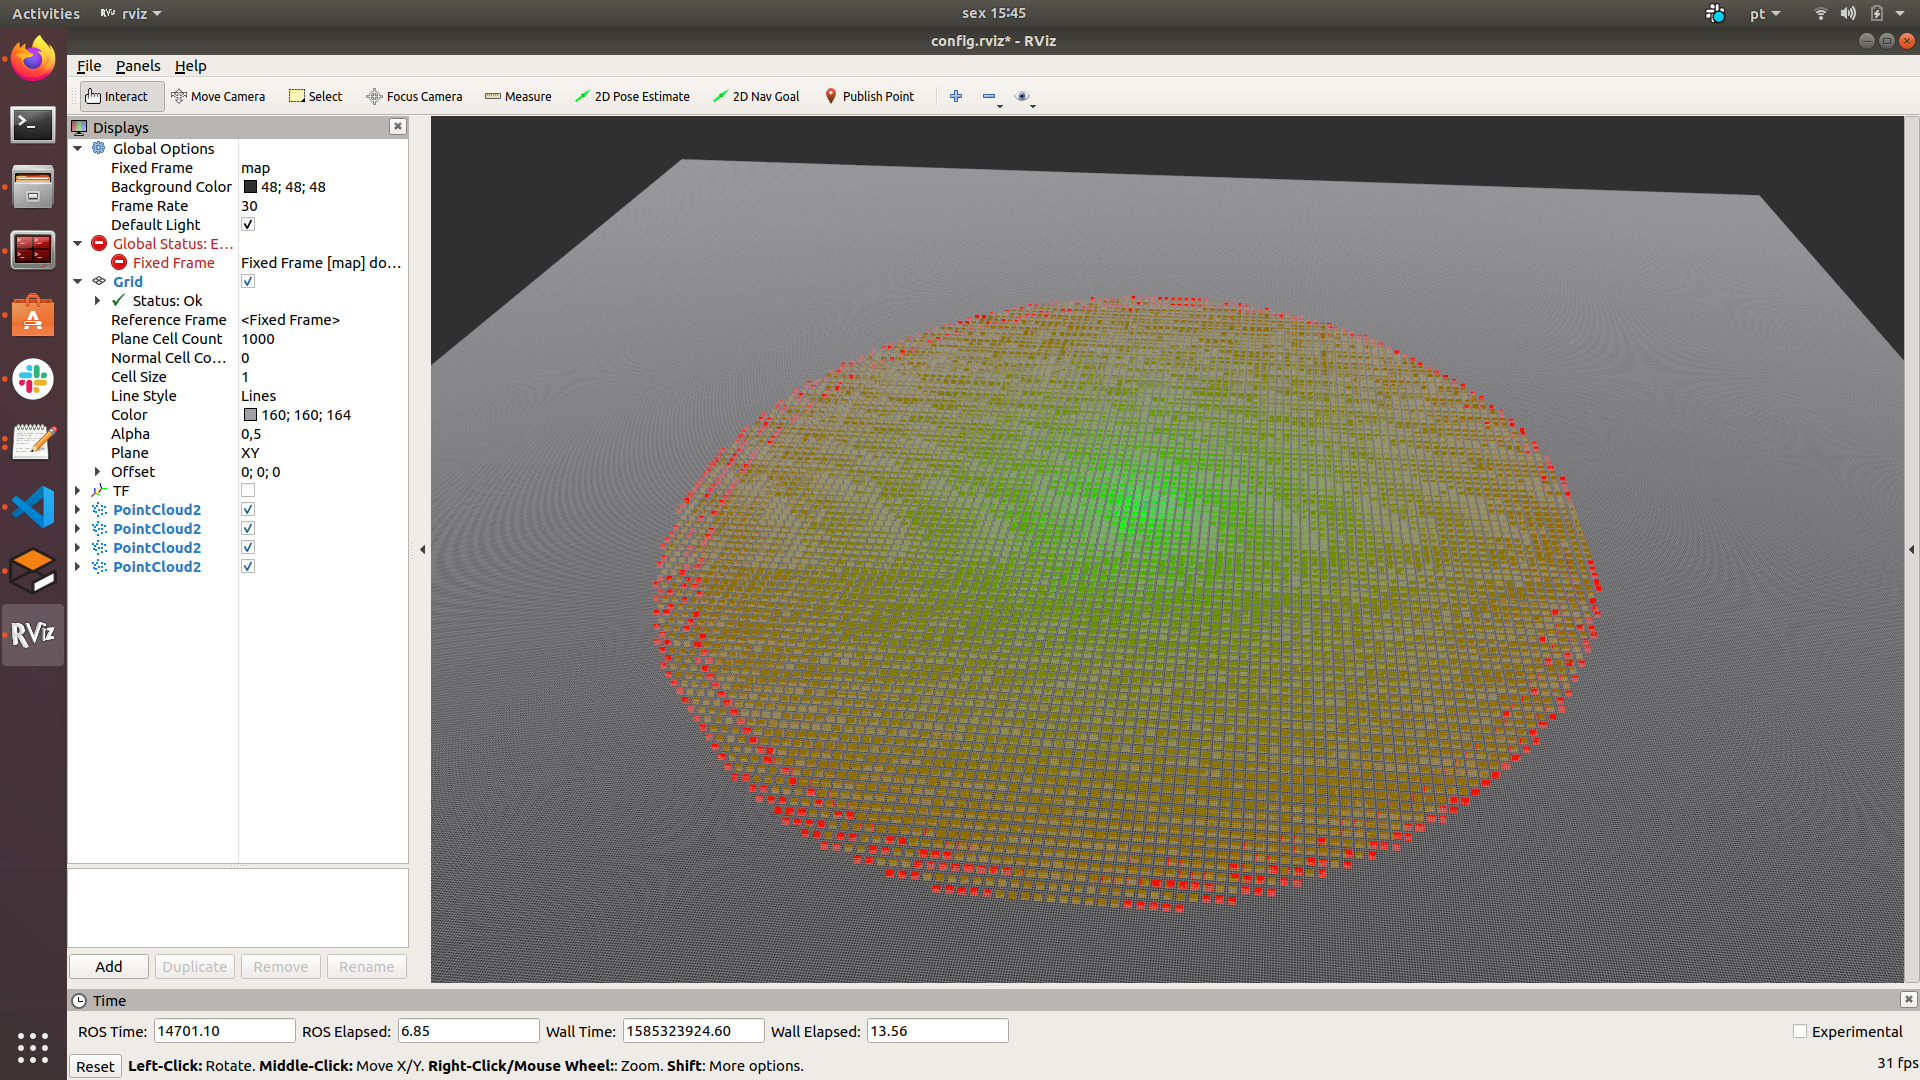 Activities RViz rviz sex 15:45 pt
config.rviz* - RViz
File Panels Help
Interact Move Camera Select Focus Camera Measure 2D Pose Estimate 2D Nav Goal Publish Point
Displays
Global Options
Fixed Frame map
Background Color 48; 48; 48
Frame Rate 30
Default Light
Global Status: E...
Fixed Frame Fixed Frame [map] do...
Grid
Status: Ok
Reference Frame <Fixed Frame>
Plane Cell Count 1000
Normal Cell Co... 0
Cell Size 1
Line Style Lines
Color 160; 160; 164
Alpha 0,5
Plane XY
Offset 0; 0; 0
TF
PointCloud2
PointCloud2
PointCloud2
PointCloud2
RViz
Add Duplicate Remove Rename
Time
ROS Time: 14701.10 ROS Elapsed: 6.85 Wall Time: 1585323924.60 Wall Elapsed: 13.56 Experimental
Reset Left-Click: Rotate. Middle-Click: Move X/Y. Right-Click/Mouse Wheel:: Zoom. Shift: More options. 31 fps